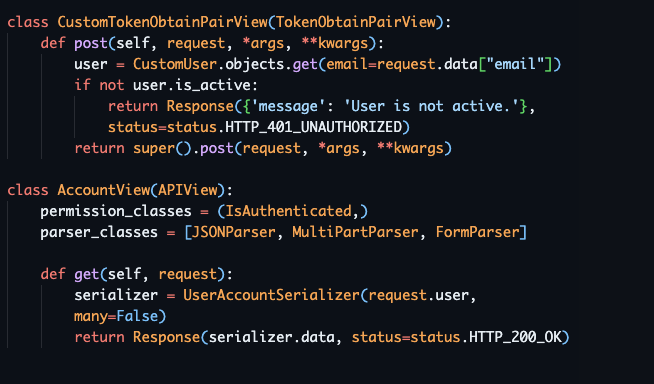 class CustomTokenObtainPairView(TokenObtainPairView):
    def post(self, request, *args, **kwargs):
        user = CustomUser.objects.get(email=request.data["email"])
        if not user.is_active:
            return Response({'message': 'User is not active.'},
            status=status.HTTP_401_UNAUTHORIZED)
        return super().post(request, *args, **kwargs)

class AccountView(APIView):
    permission_classes = (IsAuthenticated,)
    parser_classes = [JSONParser, MultiPartParser, FormParser]

    def get(self, request):
        serializer = UserAccountSerializer(request.user,
        many=False)
        return Response(serializer.data, status=status.HTTP_200_OK)